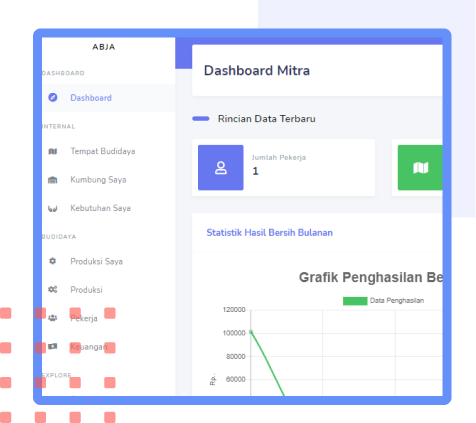 ABJA
DASHBOARD
Dashboard
INTERNAL
Tempat Budidaya
Kumbung Saya
Kebutuhan Saya
BUDIDAYA
Produksi Saya
Produksi
Pekerja
Keuangan
EXPLORE
Dashboard Mitra
Rincian Data Terbaru
Jumlah Pekerja
1
Statistik Hasil Bersih Bulanan
Grafik Penghasilan Be
Data Penghasilan
120000
100000
80000
60000
Rp.